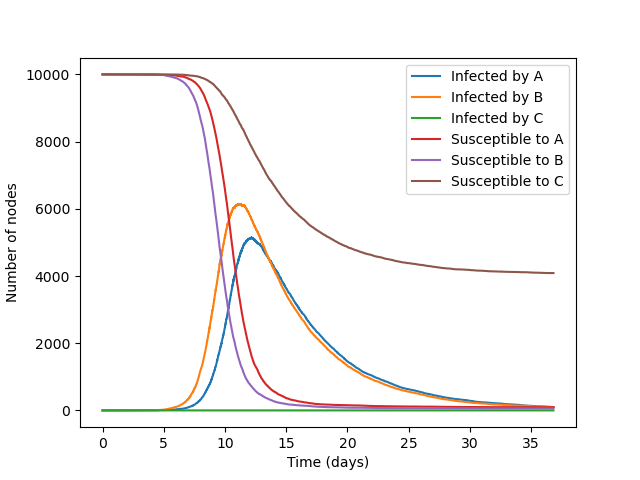 10000
8000
6000
4000
2000
0
Number of nodes
0 5 10 15 20 25 30 35
Time (days)
Infected by A
Infected by B
Infected by C
Susceptible to A
Susceptible to B
Susceptible to C